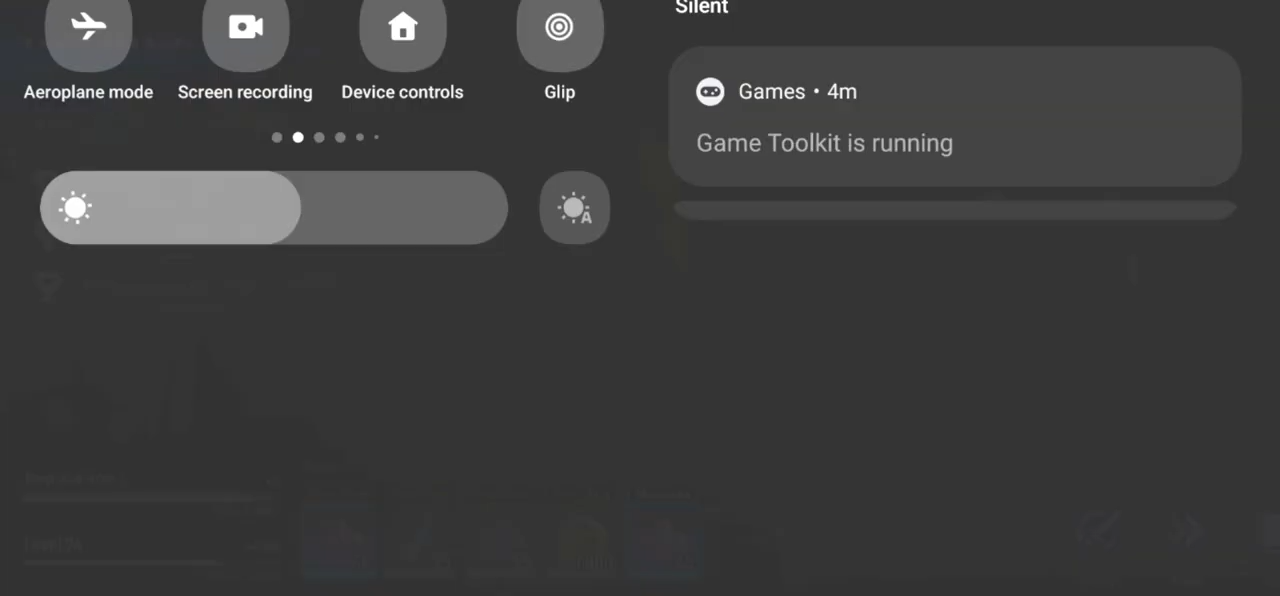 Silent
Aeroplane mode
Screen recording
Device controls
Glip
Games • 4m
Game Toolkit is running
A